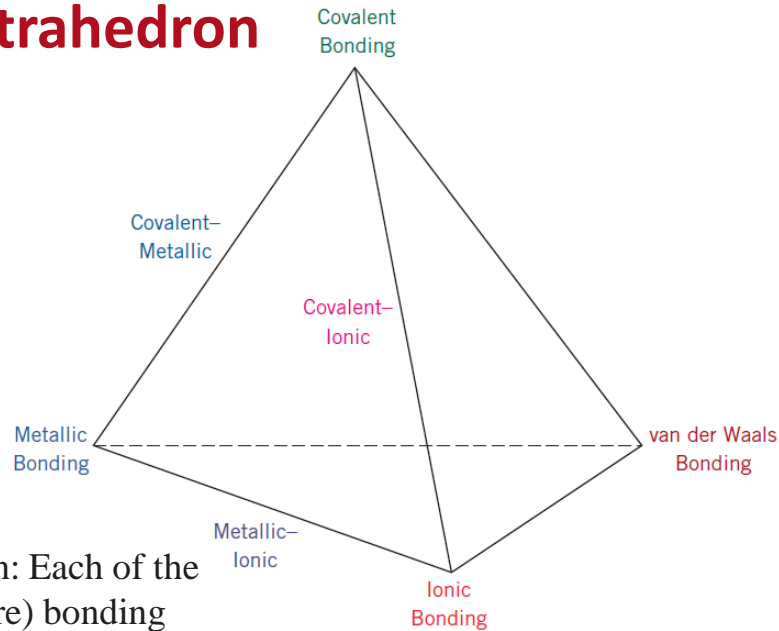 trahedron
Covalent
Bonding
Covalent–
Metallic
Covalent–
Ionic
Metallic
Bonding
van der Waals
Bonding
Metallic–
Ionic
Ionic
Bonding
n: Each of the
re) bonding